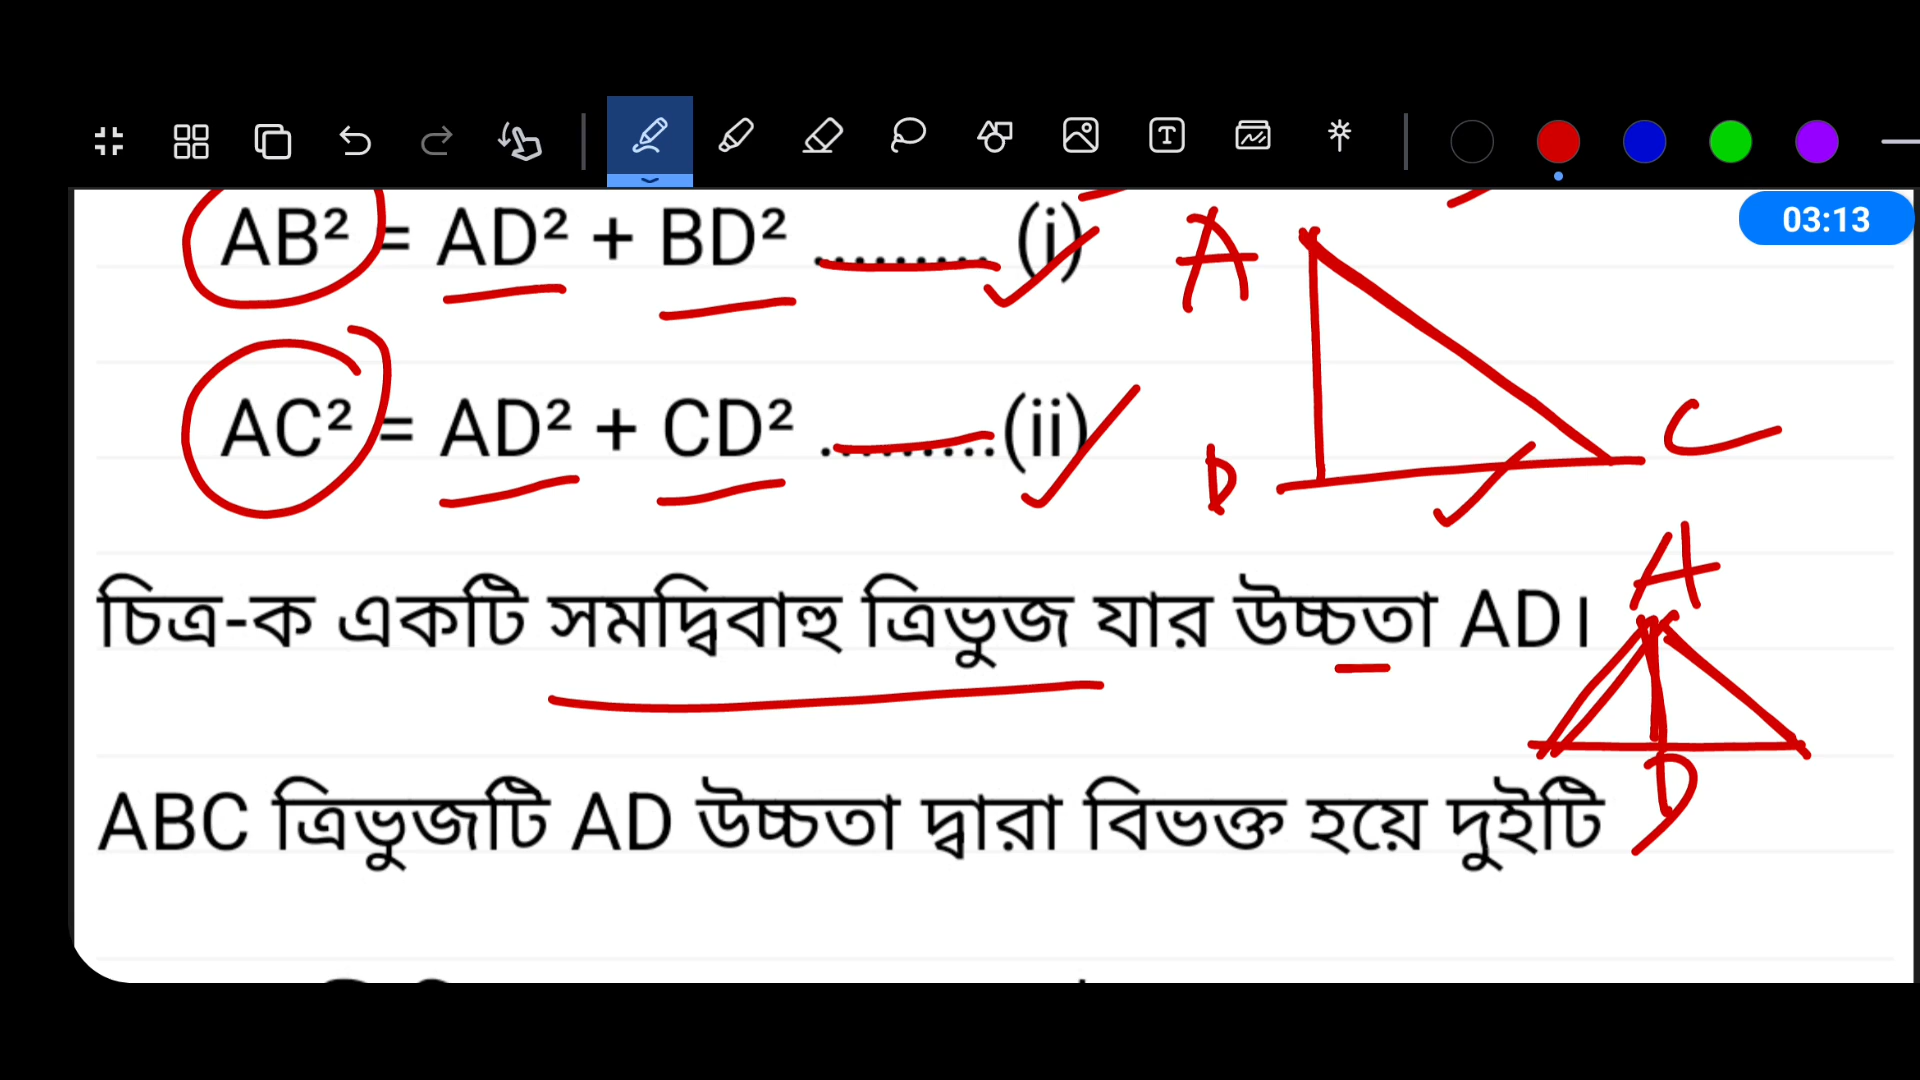 03:13
AB² = AD² + BD² .......... (i)
A
AC² = AD² + CD² ..........(ii)
C
D
A
চিত্র-ক একটি সমদ্বিবাহু ত্রিভুজ যার উচ্চতা AD।
D
ABC ত্রিভুজটি AD উচ্চতা দ্বারা বিভক্ত হয়ে দুইটি